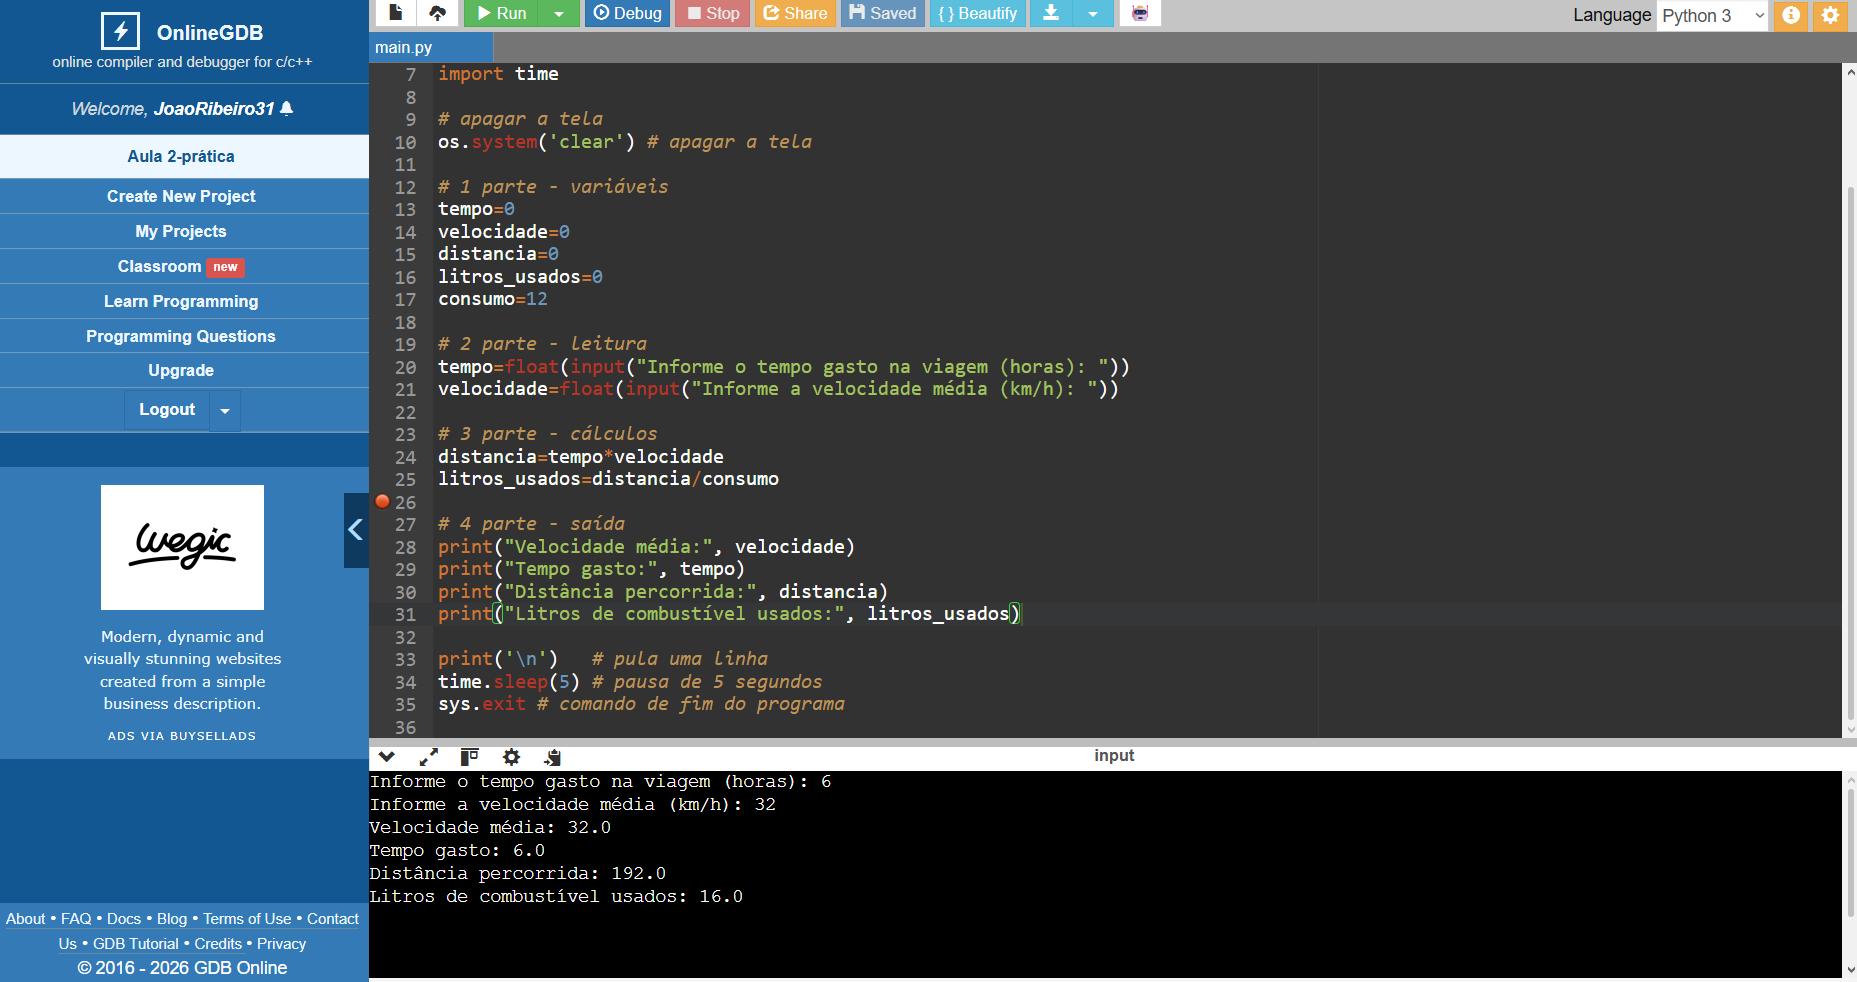 OnlineGDB
online compiler and debugger for c/c++
Welcome, JoaoRibeiro31
Aula 2-prática
Create New Project
My Projects
Classroom new
Learn Programming
Programming Questions
Upgrade
Logout
wegic
Modern, dynamic and
visually stunning websites
created from a simple
business description.
ADS VIA BUYSELLADS
About • FAQ • Docs • Blog • Terms of Use • Contact
Us • GDB Tutorial • Credits • Privacy
© 2016 - 2026 GDB Online
Run Debug Stop Share Saved { } Beautify Language Python 3
main.py
7 import time
8
9 # apagar a tela
10 os.system('clear') # apagar a tela
11
12 # 1 parte - variáveis
13 tempo=0
14 velocidade=0
15 distancia=0
16 litros_usados=0
17 consumo=12
18
19 # 2 parte - leitura
20 tempo=float(input("Informe o tempo gasto na viagem (horas): "))
21 velocidade=float(input("Informe a velocidade média (km/h): "))
22
23 # 3 parte - cálculos
24 distancia=tempo*velocidade
25 litros_usados=distancia/consumo
26
27 # 4 parte - saída
28 print("Velocidade média:", velocidade)
29 print("Tempo gasto:", tempo)
30 print("Distância percorrida:", distancia)
31 print("Litros de combustível usados:", litros_usados)
32
33 print('\n')   # pula uma linha
34 time.sleep(5) # pausa de 5 segundos
35 sys.exit # comando de fim do programa
36
input
Informe o tempo gasto na viagem (horas): 6
Informe a velocidade média (km/h): 32
Velocidade média: 32.0
Tempo gasto: 6.0
Distância percorrida: 192.0
Litros de combustível usados: 16.0